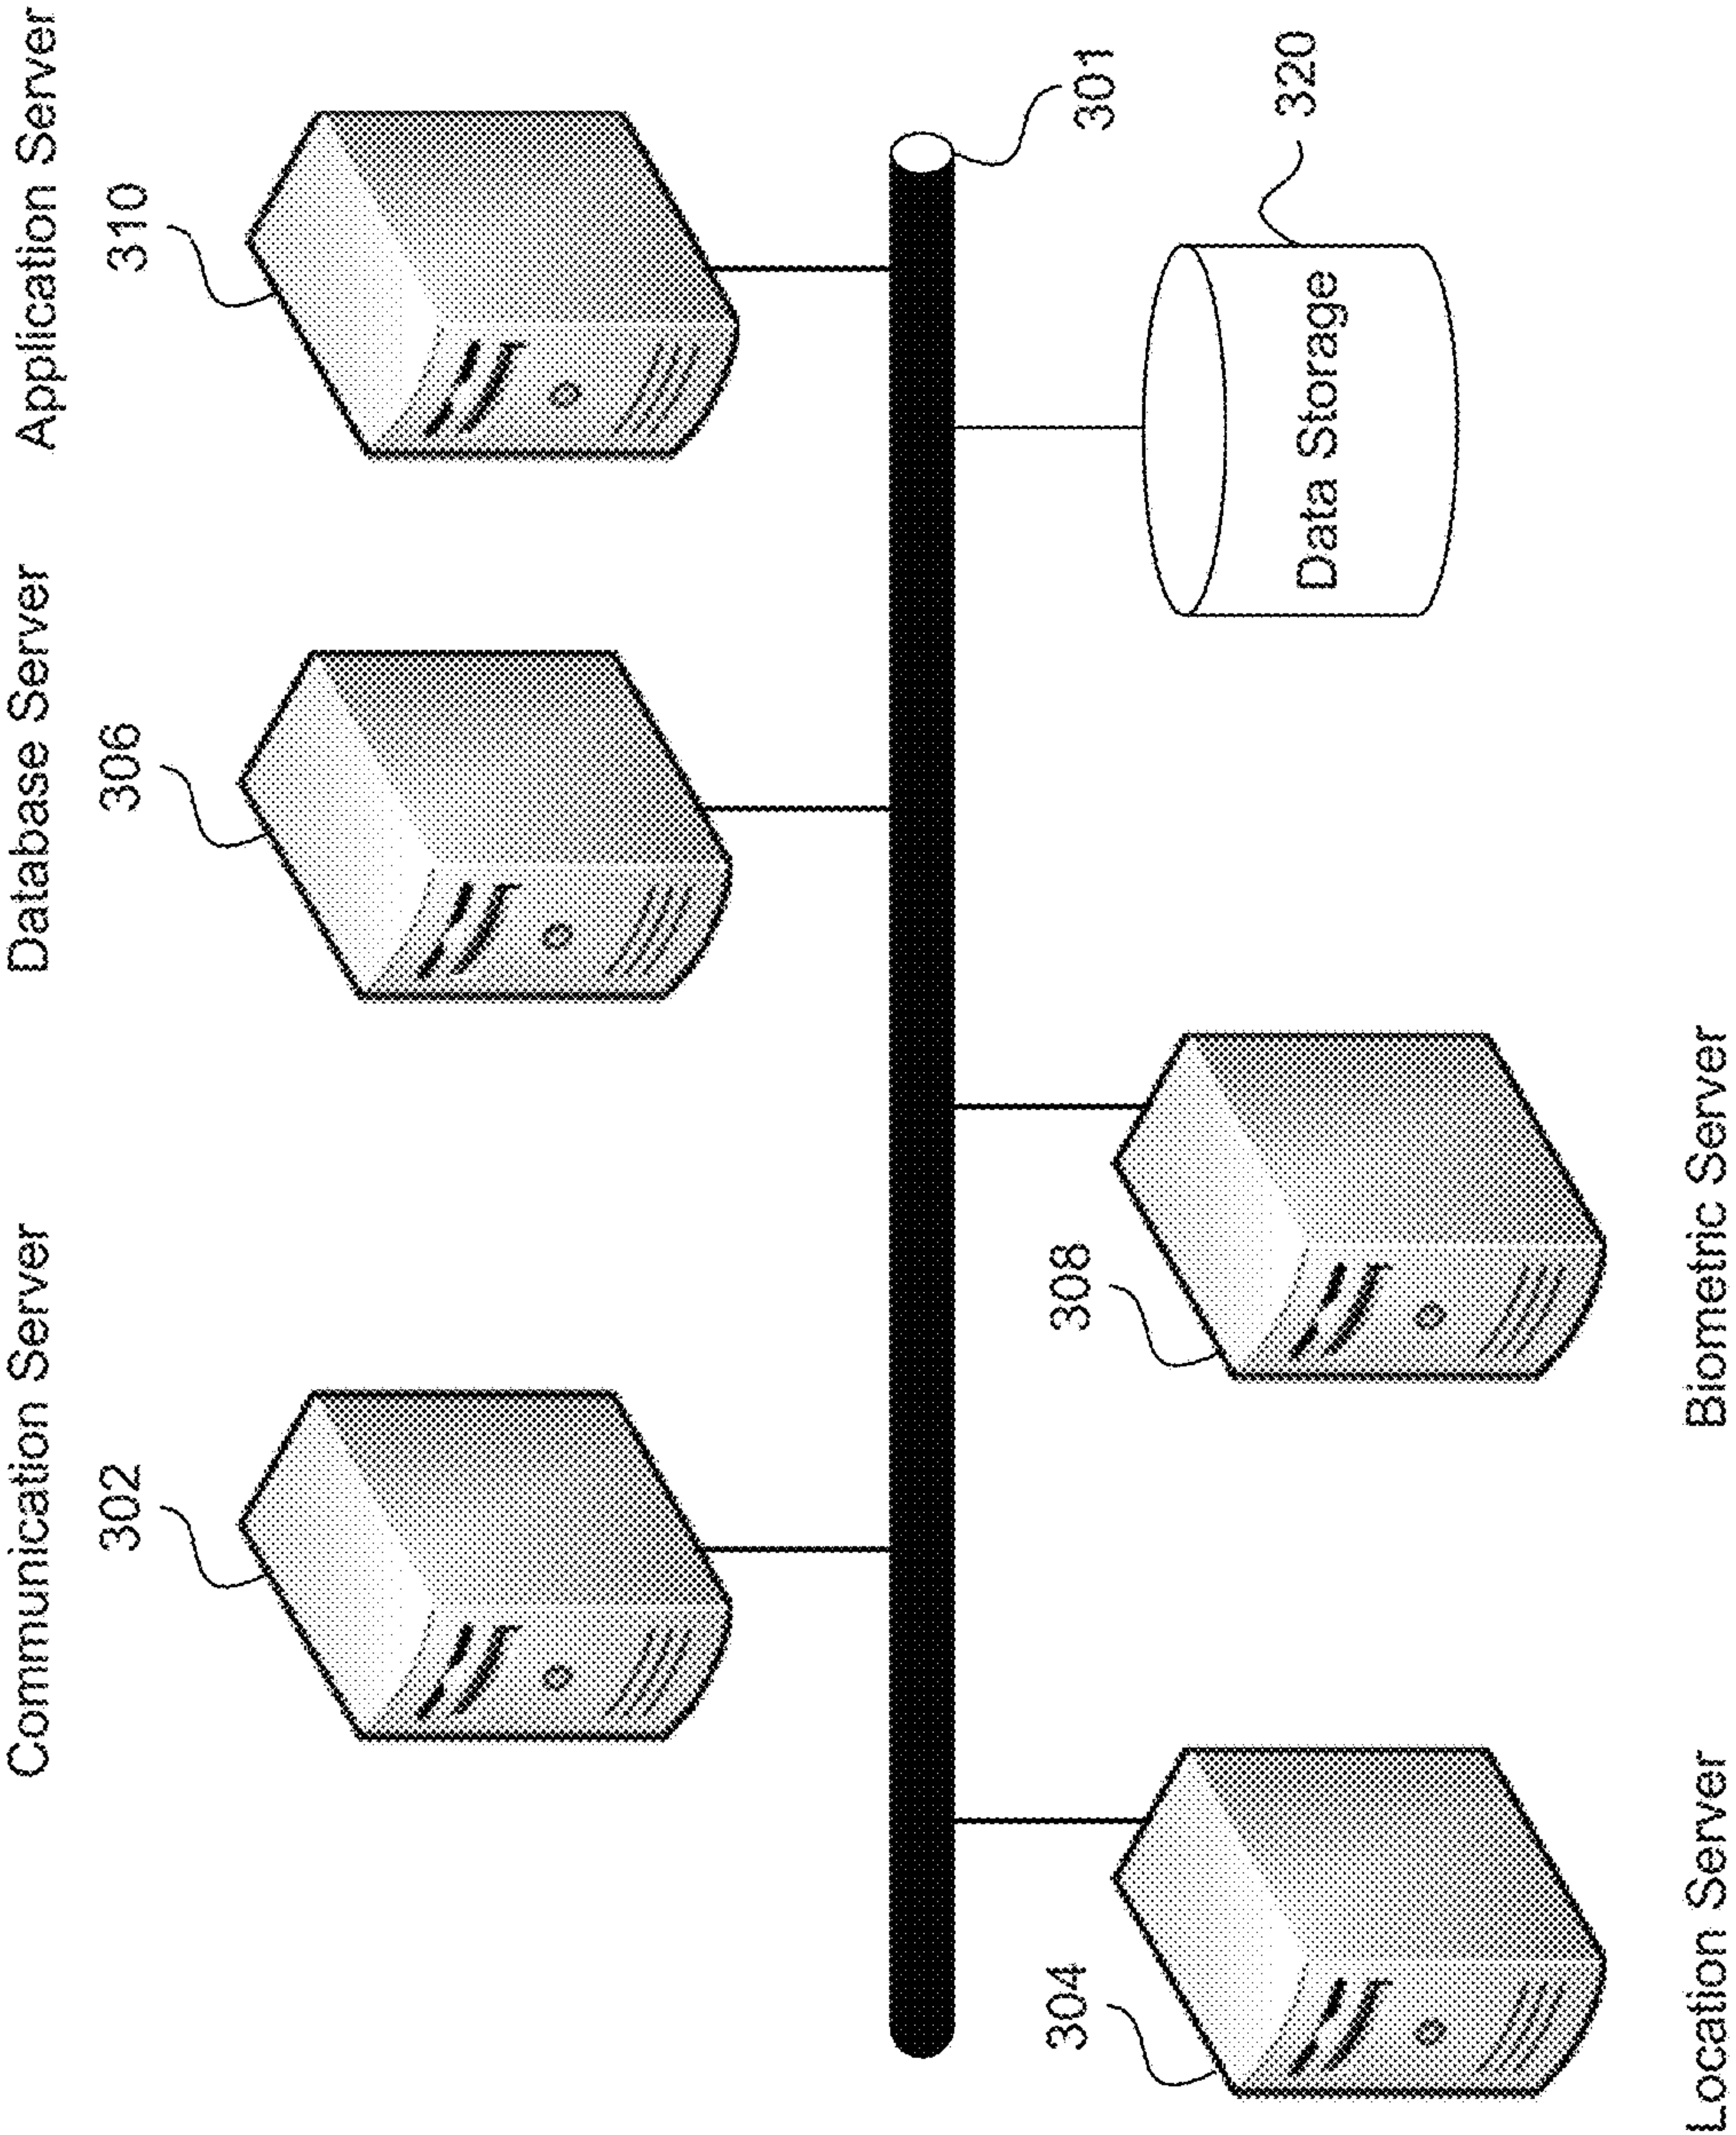 Communication Server
Database Server
Application Server
302
306
310
301
304
308
320
Data Storage
Location Server
Biometric Server